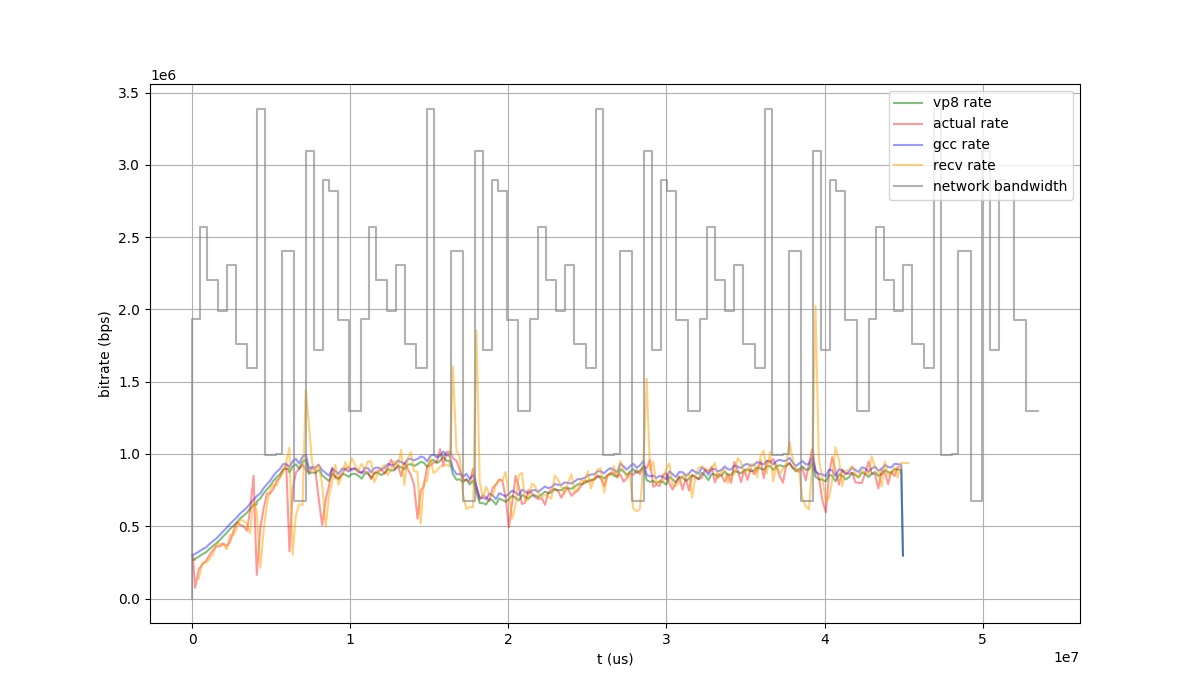 1e6
3.5
3.0
2.5
2.0
1.5
1.0
0.5
0.0
bitrate (bps)
vp8 rate
actual rate
gcc rate
recv rate
network bandwidth
0
1
2
3
4
5
1e7
t (us)